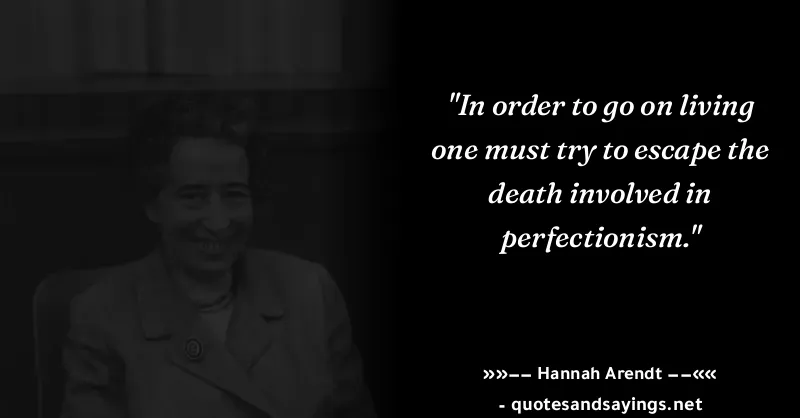 "In order to go on living
one must try to escape the
death involved in
perfectionism."
»»—— Hannah Arendt ——««
- quotesandsayings.net